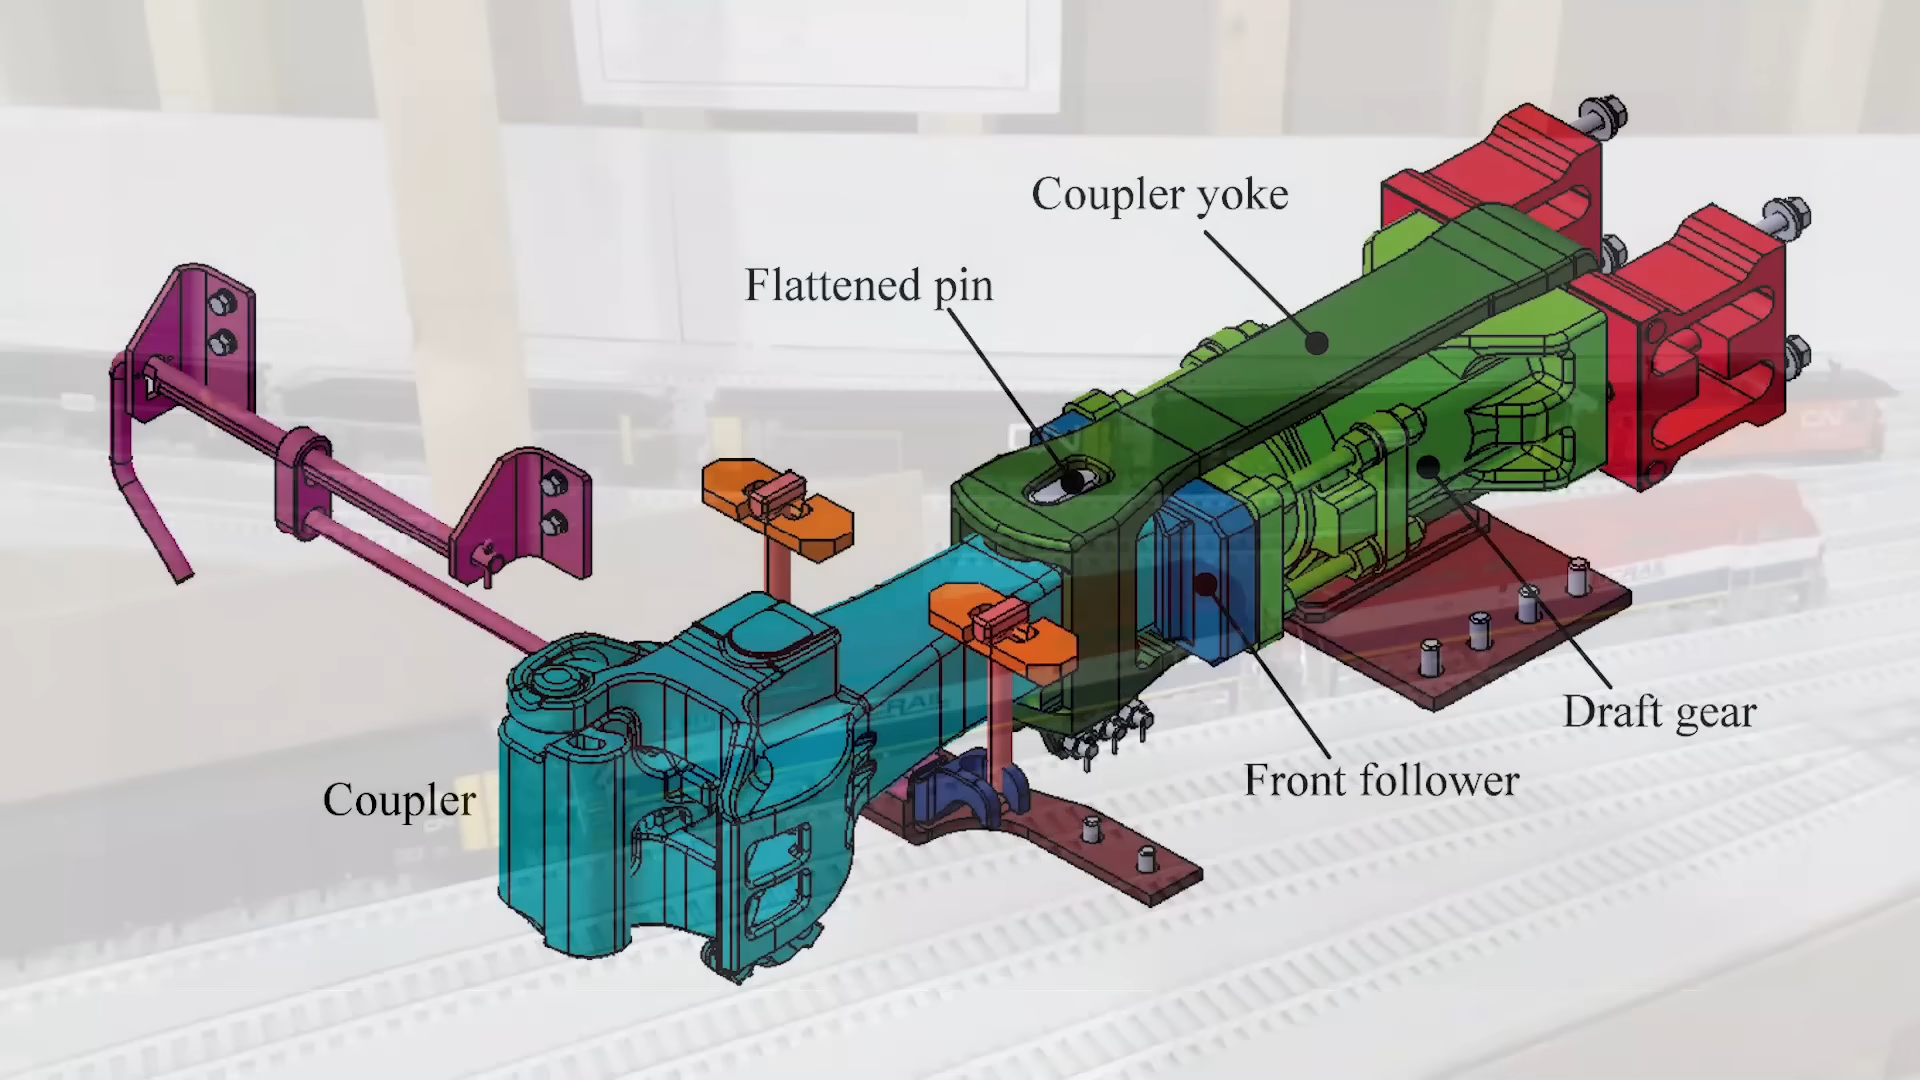 Coupler yoke
Flattened pin
Draft gear
Front follower
Coupler